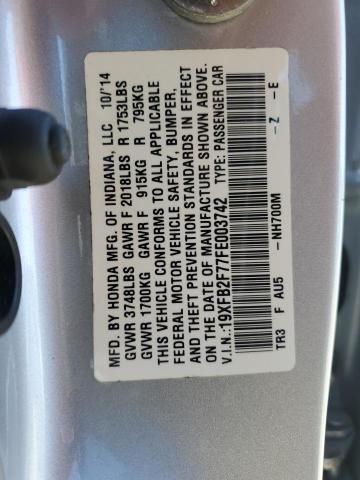 MFD. BY HONDA MFG. OF INDIANA, LLC 10/'14
GVWR 3748LBS GAWR F 2018LBS R 1753LBS
GVWR 1700KG GAWR F 915KG R 795KG
THIS VEHICLE CONFORMS TO ALL APPLICABLE
FEDERAL MOTOR VEHICLE SAFETY, BUMPER,
AND THEFT PREVENTION STANDARDS IN EFFECT
ON THE DATE OF MANUFACTURE SHOWN ABOVE.
V.I.N.:19XFB2F77FE003742 TYPE: PASSENGER CAR
TR3 F AU5 -NH700M -Z -E